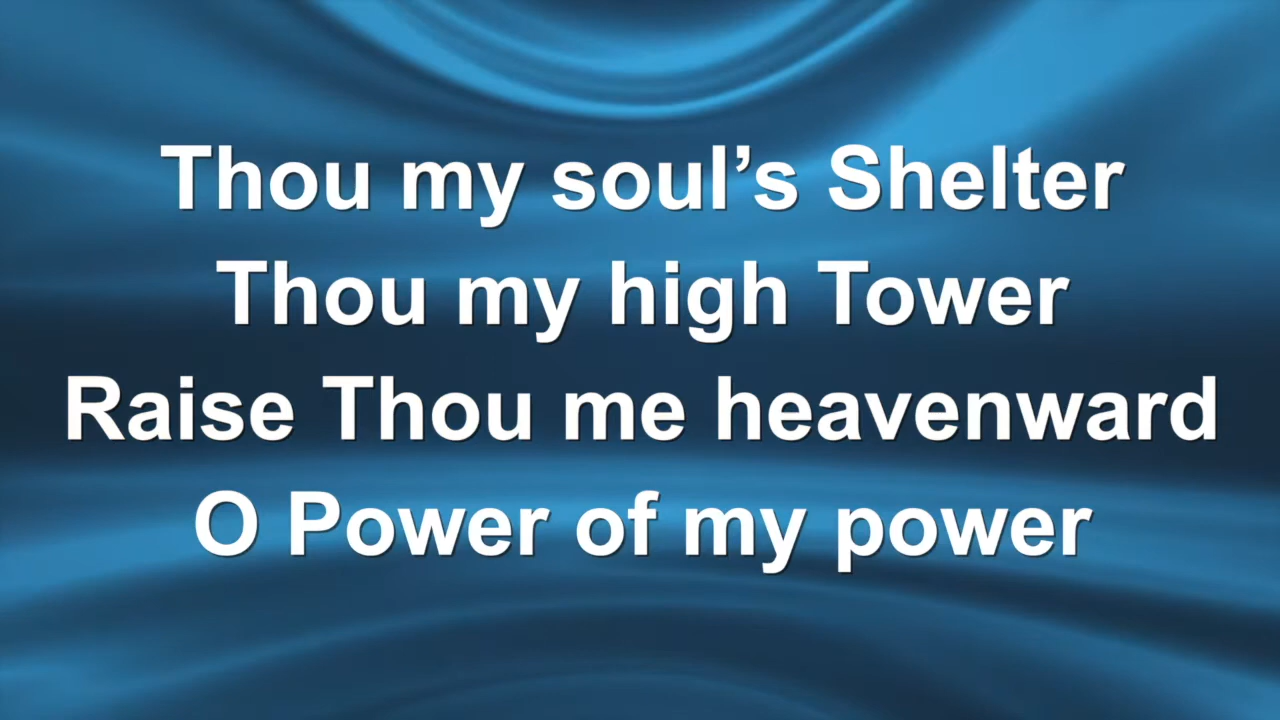 Thou my soul’s Shelter
Thou my high Tower
Raise Thou me heavenward
O Power of my power